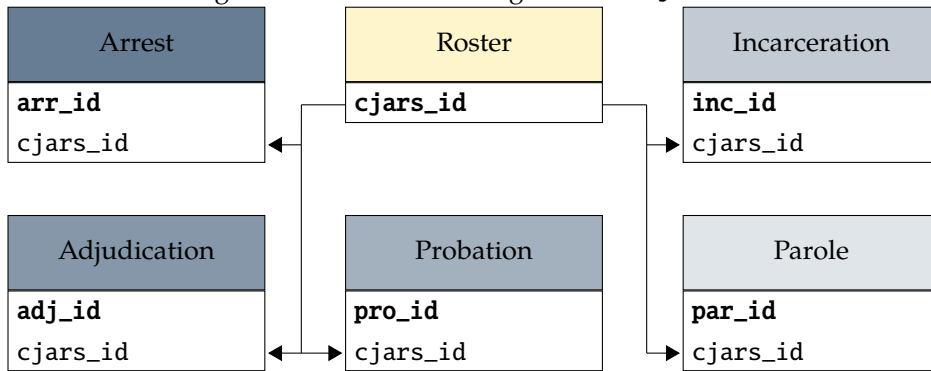 Arrest
arr_id
cjars_id
Roster
cjars_id
Incarceration
inc_id
cjars_id
Adjudication
adj_id
cjars_id
Probation
pro_id
cjars_id
Parole
par_id
cjars_id